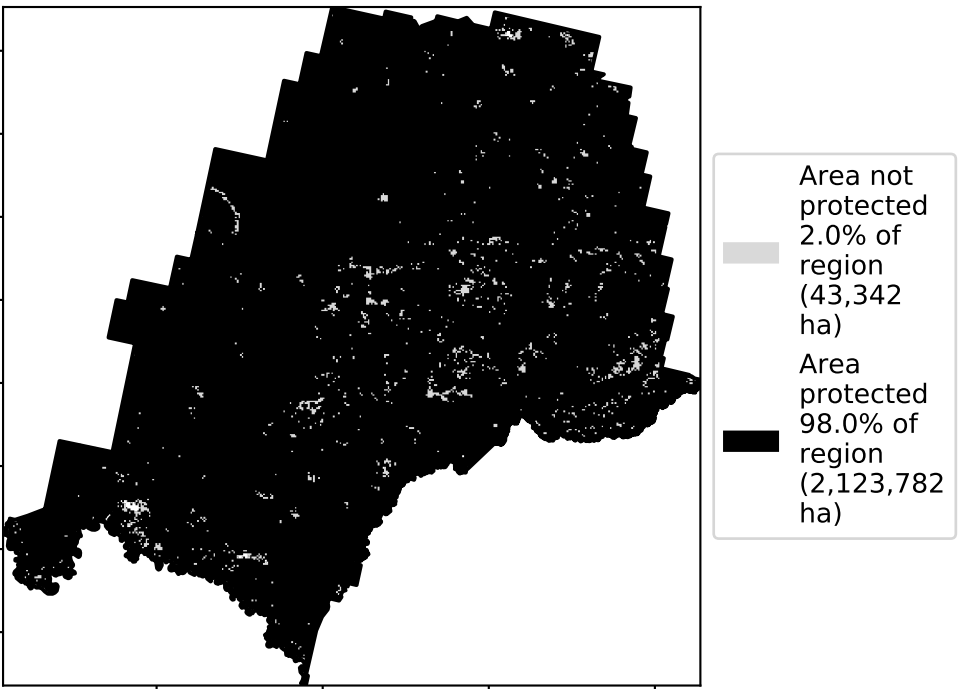 Area not
protected
2.0% of
region
(43,342
ha)
Area
protected
98.0% of
region
(2,123,782
ha)